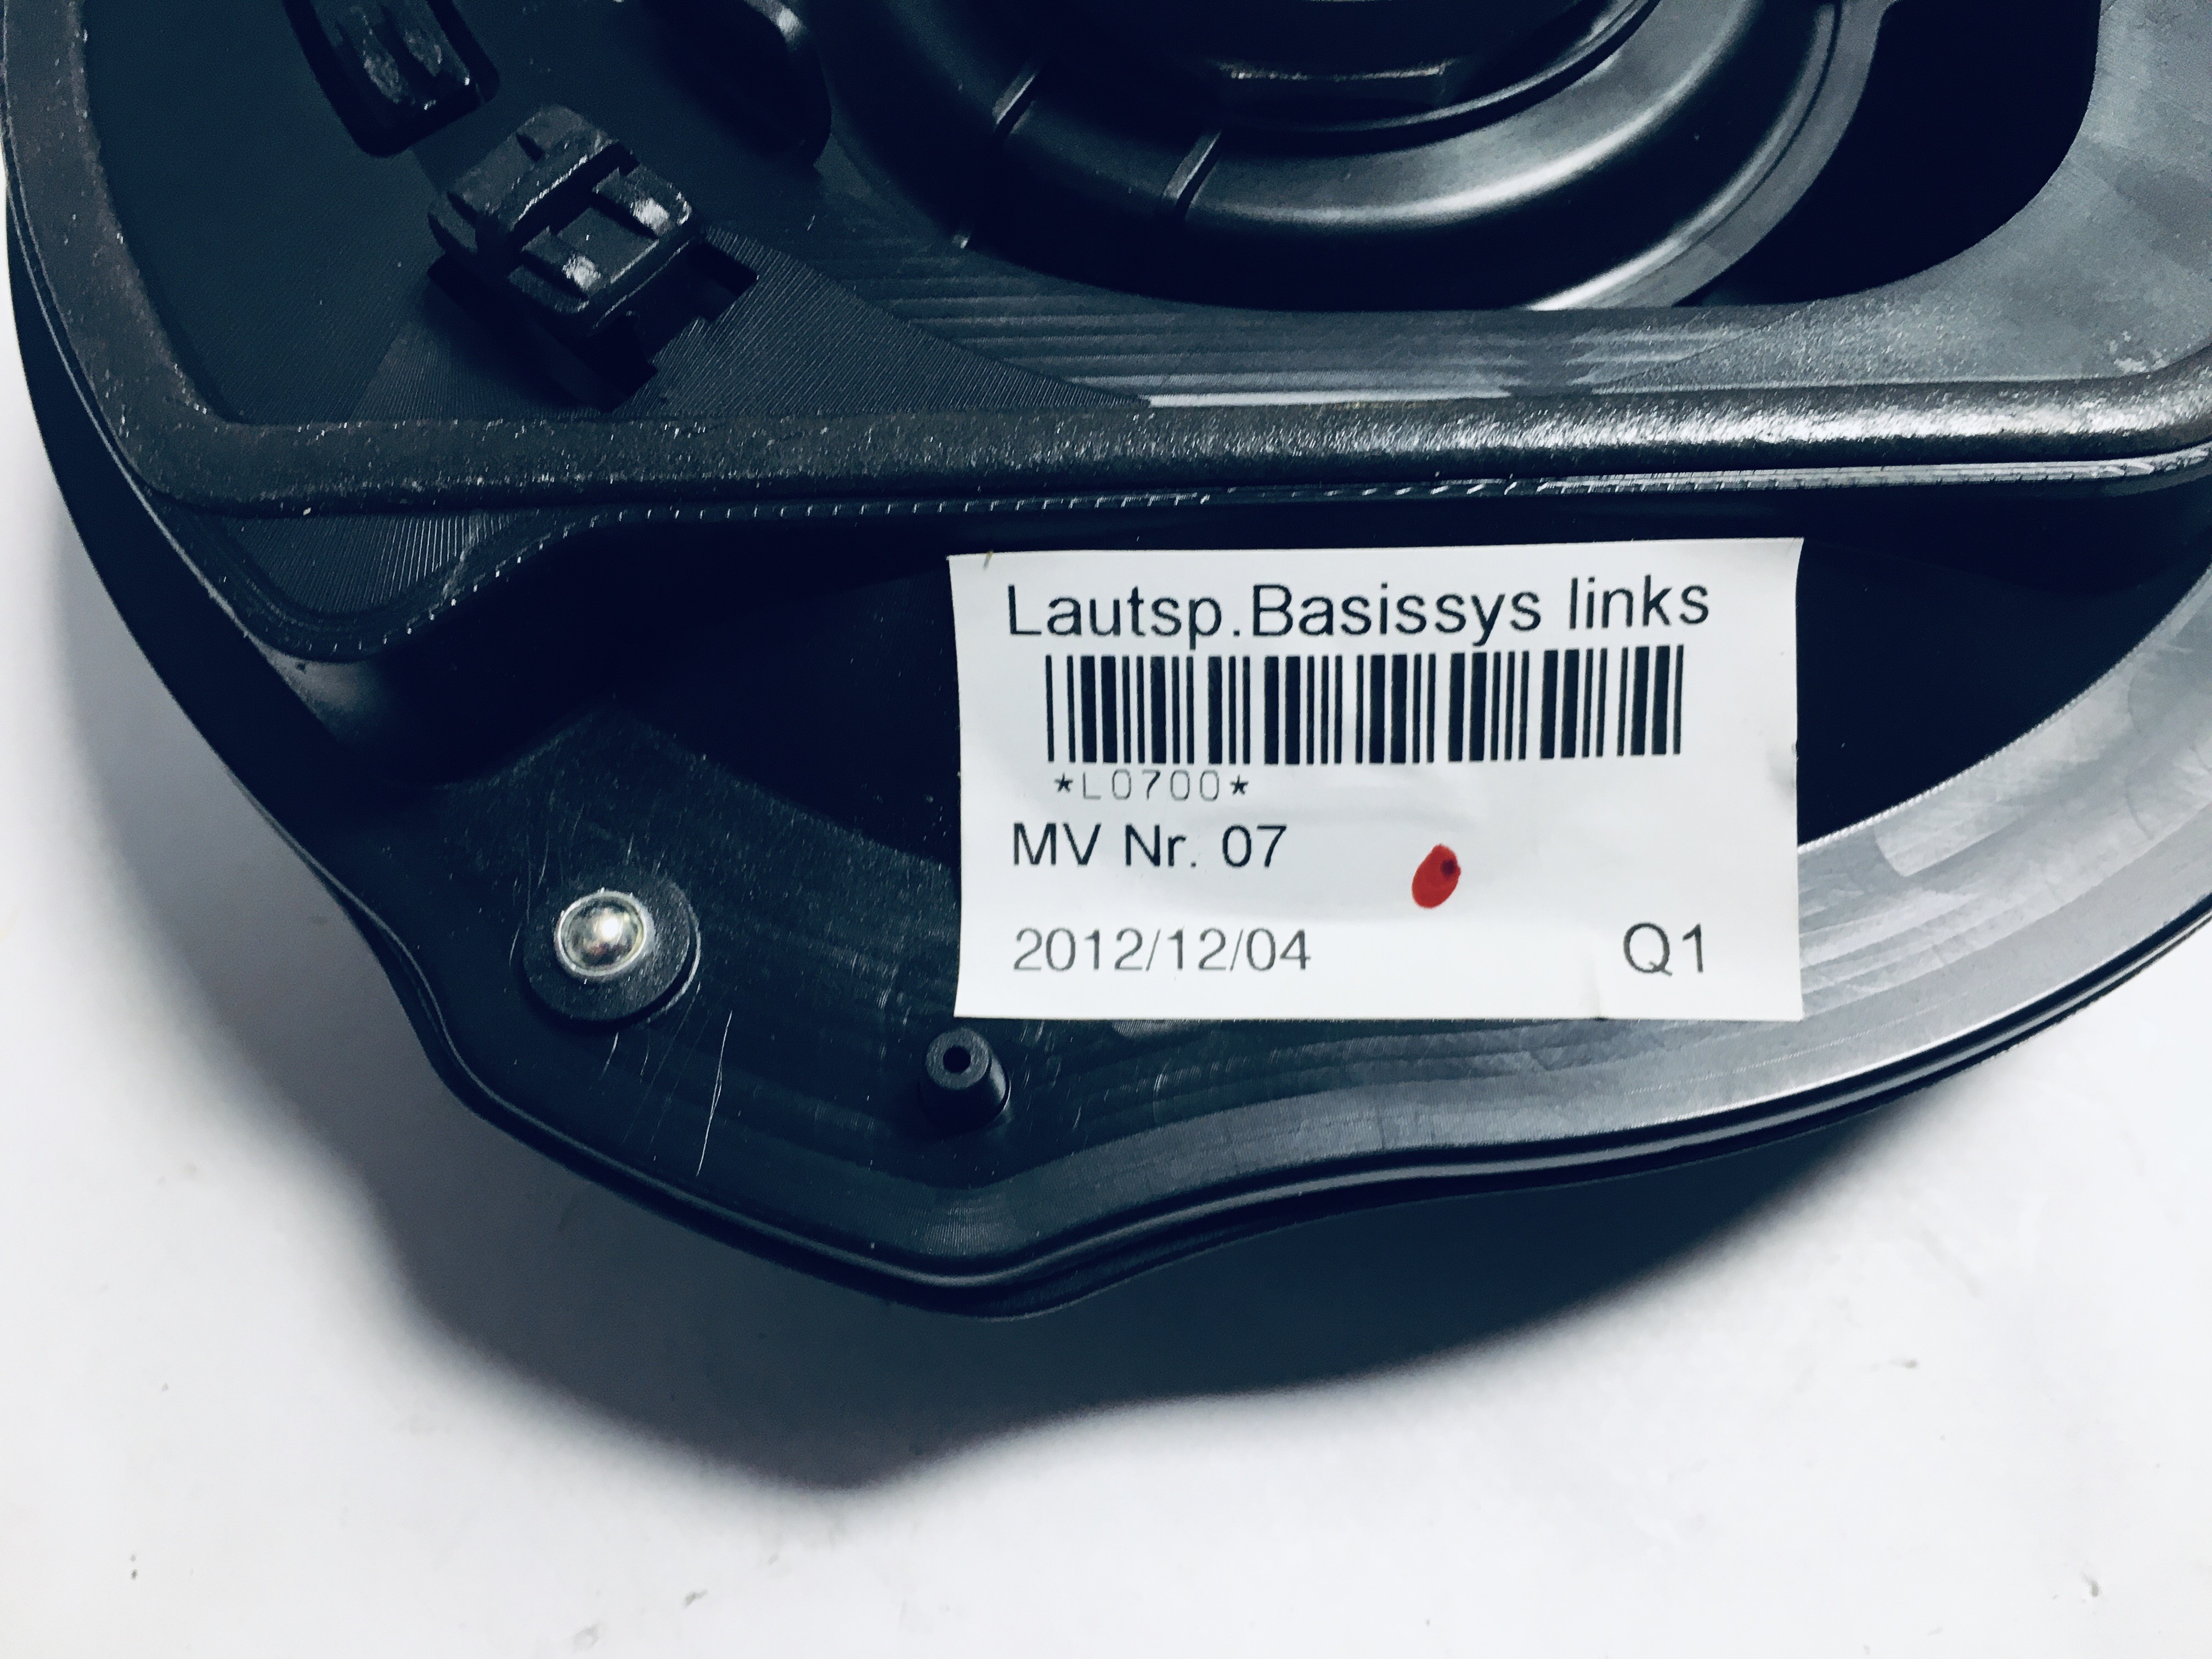 Lautsp.Basissys links
*L0700*
MV Nr. 07
2012/12/04 Q1